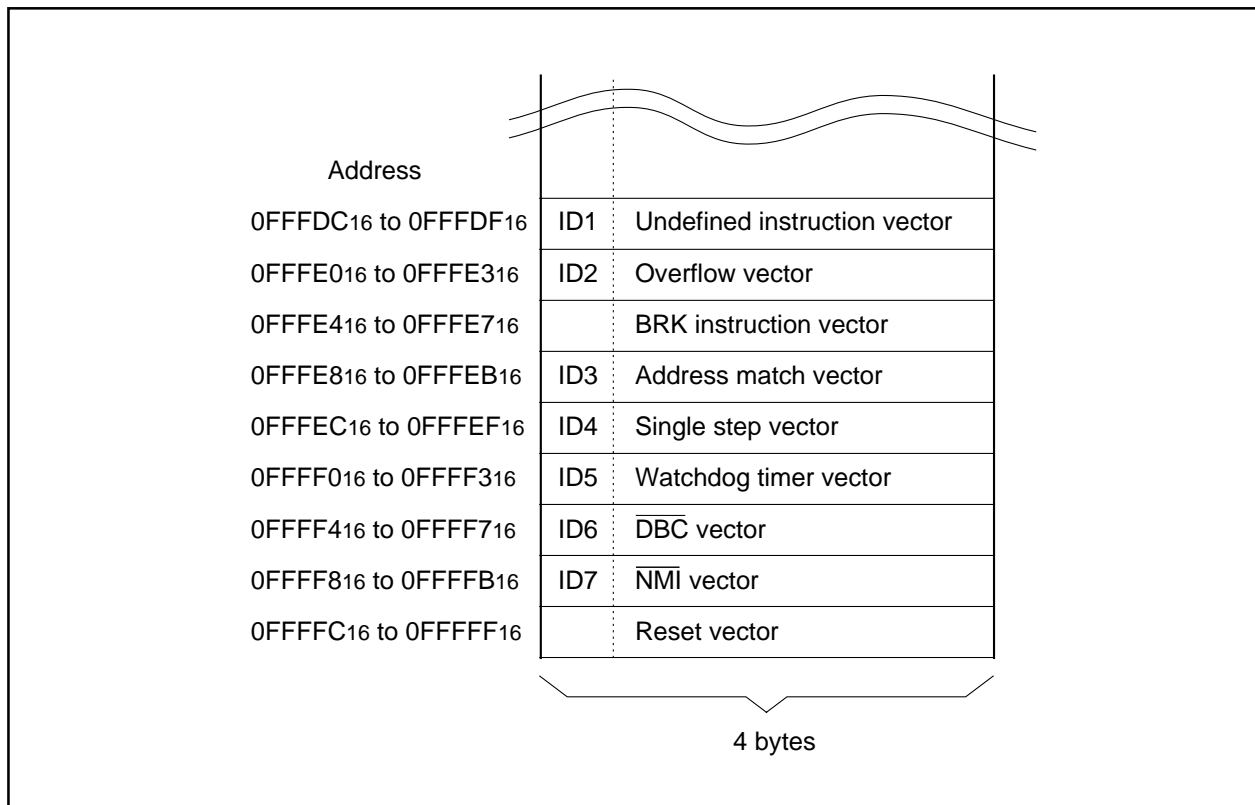 Address
0FFFDC16 to 0FFFDF16 ID1 Undefined instruction vector
0FFFE016 to 0FFFE316 ID2 Overflow vector
0FFFE416 to 0FFFE716 BRK instruction vector
0FFFE816 to 0FFFEB16 ID3 Address match vector
0FFFEC16 to 0FFFEF16 ID4 Single step vector
0FFFF016 to 0FFFF316 ID5 Watchdog timer vector
0FFFF416 to 0FFFF716 ID6 D̅B̅C̅ vector
0FFFF816 to 0FFFFB16 ID7 N̅M̅I̅ vector
0FFFFC16 to 0FFFFF16 Reset vector
4 bytes